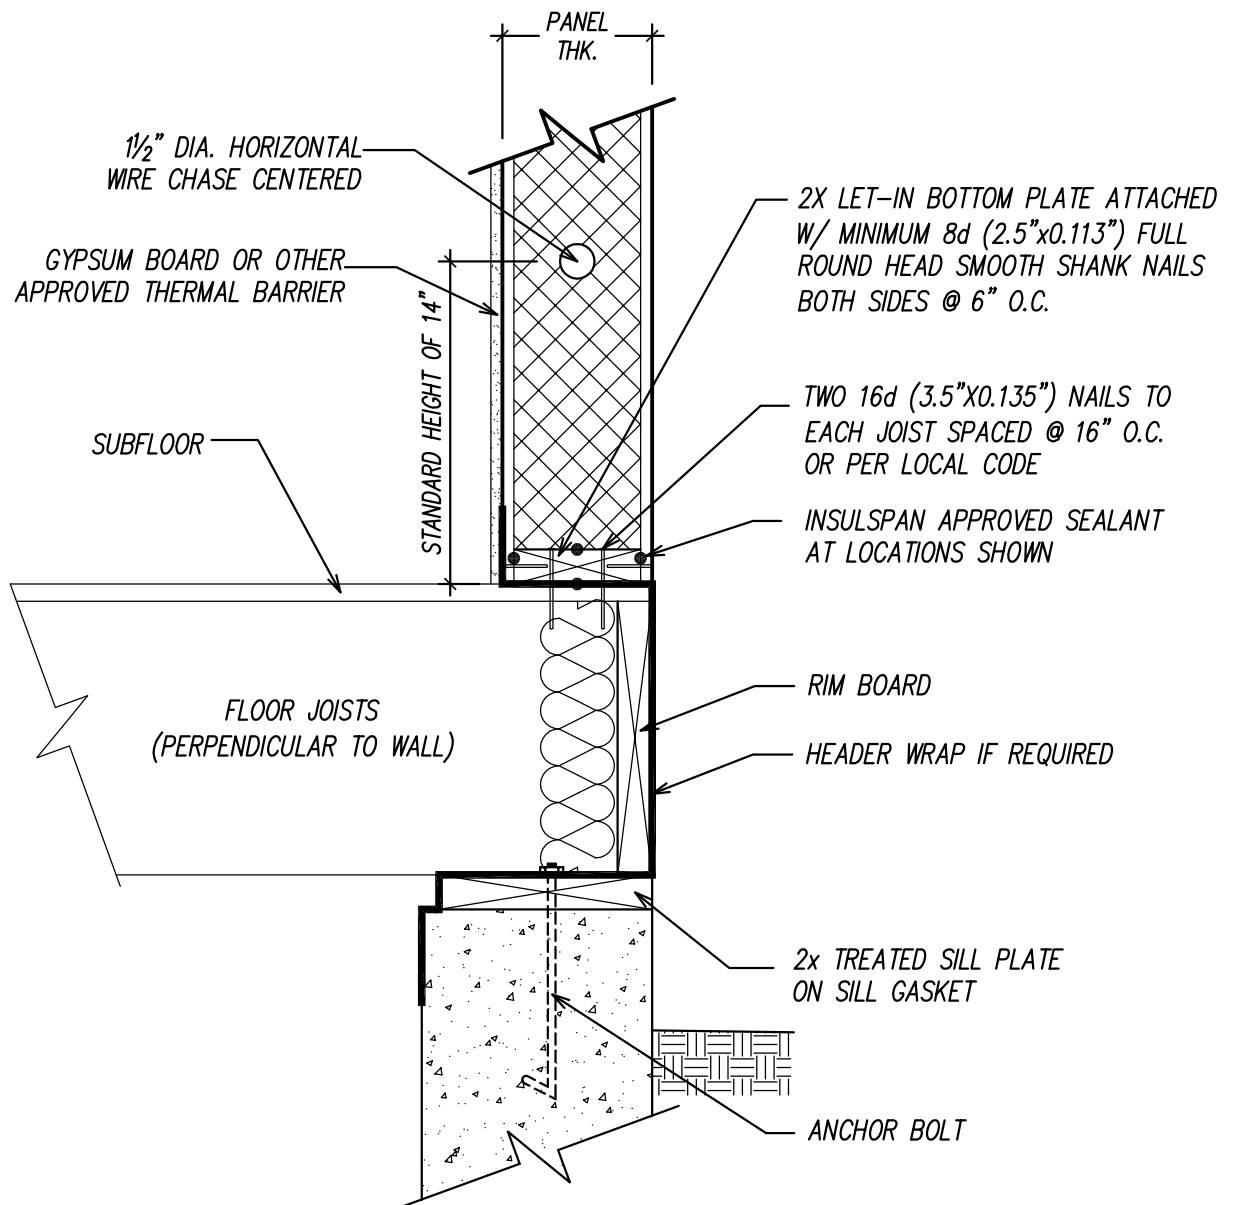 PANEL
THK.
1½" DIA. HORIZONTAL
WIRE CHASE CENTERED
GYPSUM BOARD OR OTHER
APPROVED THERMAL BARRIER
STANDARD HEIGHT OF 14"
SUBFLOOR
2X LET-IN BOTTOM PLATE ATTACHED
W/ MINIMUM 8d (2.5"x0.113") FULL
ROUND HEAD SMOOTH SHANK NAILS
BOTH SIDES @ 6" O.C.
TWO 16d (3.5"X0.135") NAILS TO
EACH JOIST SPACED @ 16" O.C.
OR PER LOCAL CODE
INSULSPAN APPROVED SEALANT
AT LOCATIONS SHOWN
FLOOR JOISTS
(PERPENDICULAR TO WALL)
RIM BOARD
HEADER WRAP IF REQUIRED
2x TREATED SILL PLATE
ON SILL GASKET
ANCHOR BOLT